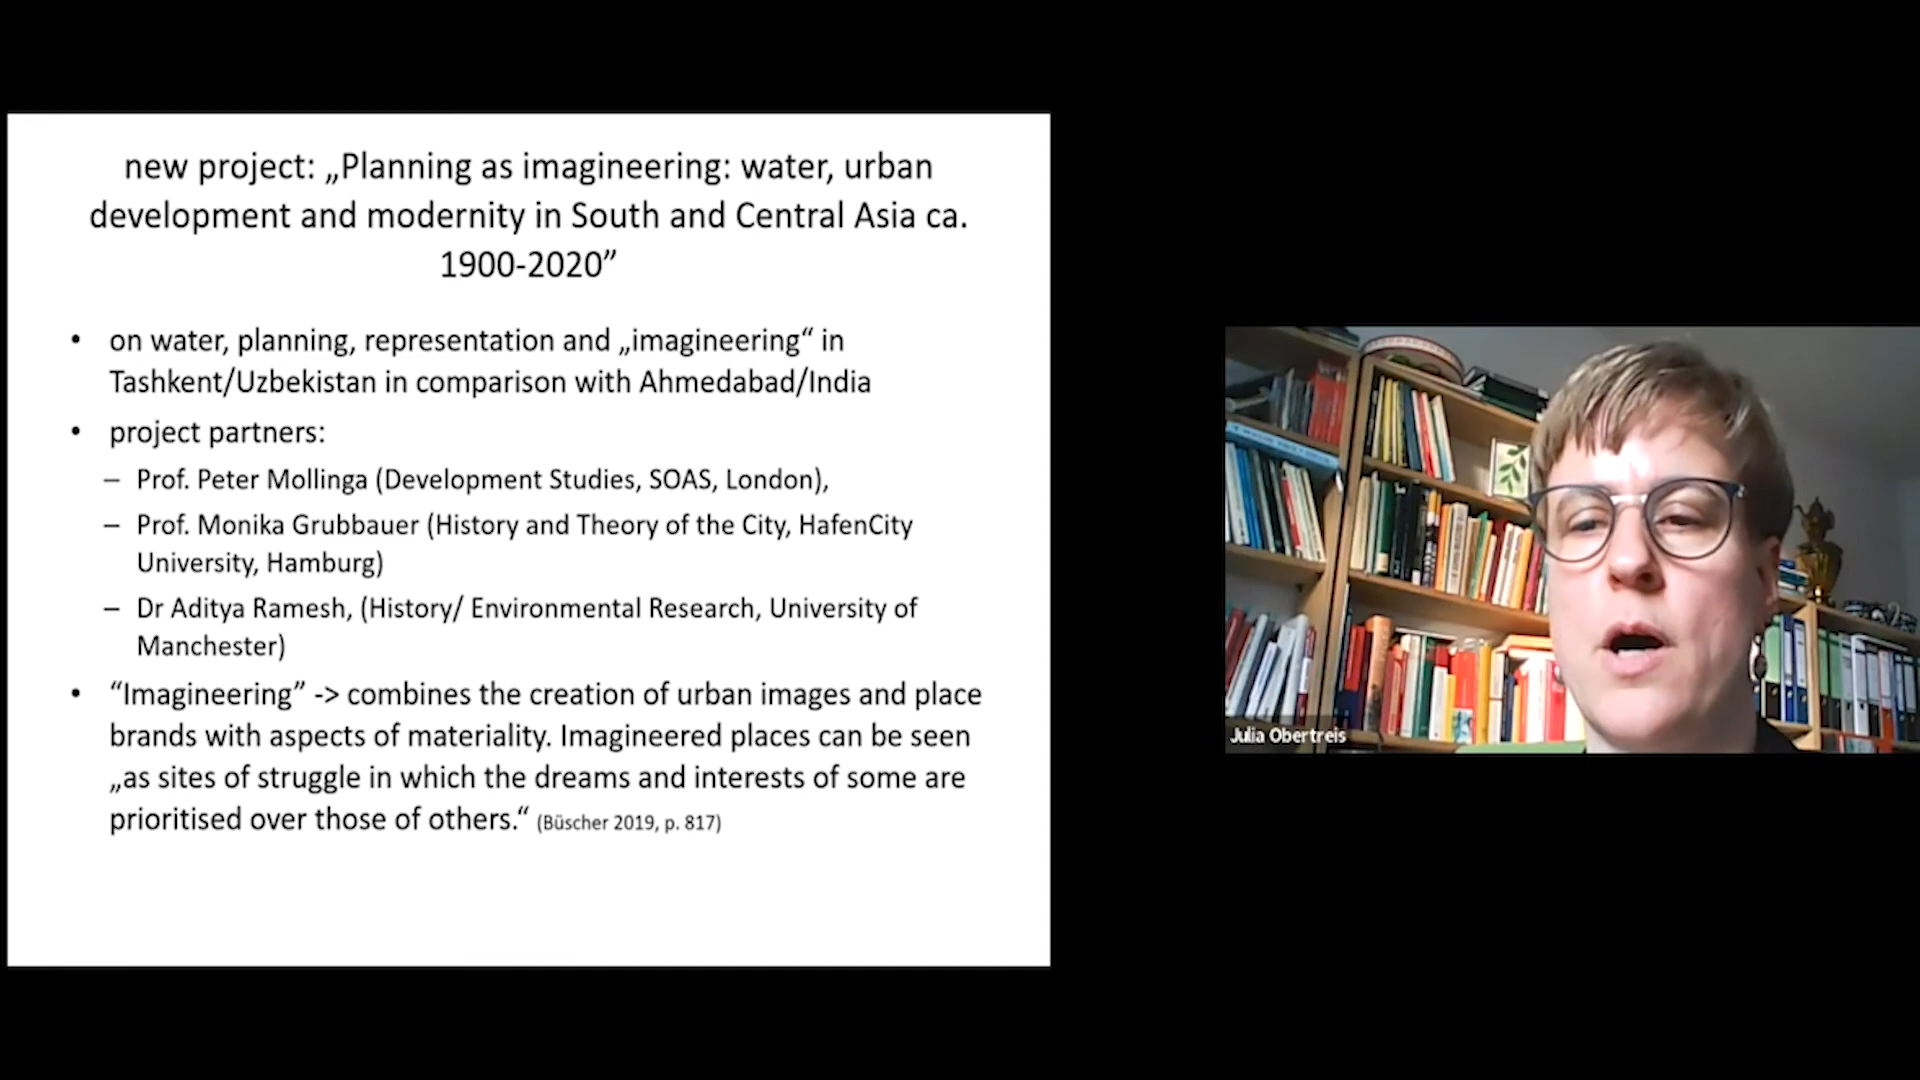 new project: „Planning as imagineering: water, urban
development and modernity in South and Central Asia ca.
1900-2020”
• on water, planning, representation and „imagineering“ in
Tashkent/Uzbekistan in comparison with Ahmedabad/India
• project partners:
– Prof. Peter Mollinga (Development Studies, SOAS, London),
– Prof. Monika Grubbauer (History and Theory of the City, HafenCity
University, Hamburg)
– Dr Aditya Ramesh, (History/ Environmental Research, University of
Manchester)
• “Imagineering” -> combines the creation of urban images and place
brands with aspects of materiality. Imagineered places can be seen
„as sites of struggle in which the dreams and interests of some are
prioritised over those of others.“ (Büscher 2019, p. 817)
Julia Obertreis